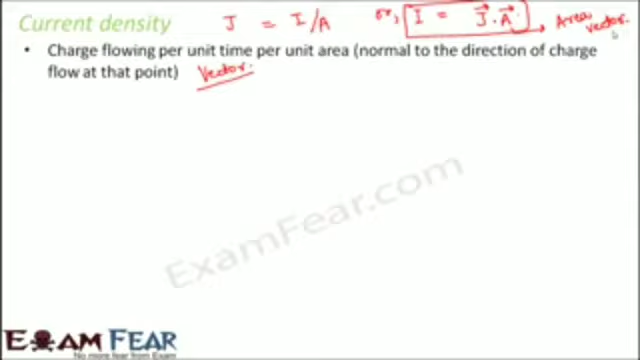 Current density J = I/A or, I = J⃗.A⃗ Area vector.
• Charge flowing per unit time per unit area (normal to the direction of charge
flow at that point) Vector.
ExamFear.com
EXAM FEAR
No more fear from Exam